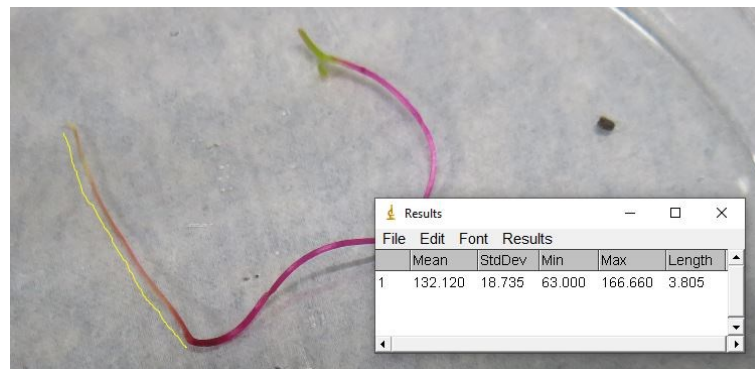 Results
File Edit Font Results
Mean StdDev Min Max Length
1 132.120 18.735 63.000 166.660 3.805